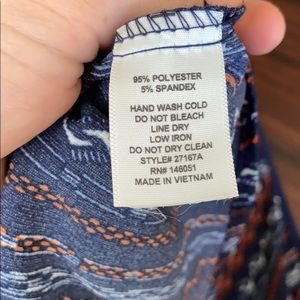 95% POLYESTER
5% SPANDEX
HAND WASH COLD
DO NOT BLEACH
LINE DRY
LOW IRON
DO NOT DRY CLEAN
STYLE# 27167A
RN# 146051
MADE IN VIETNAM